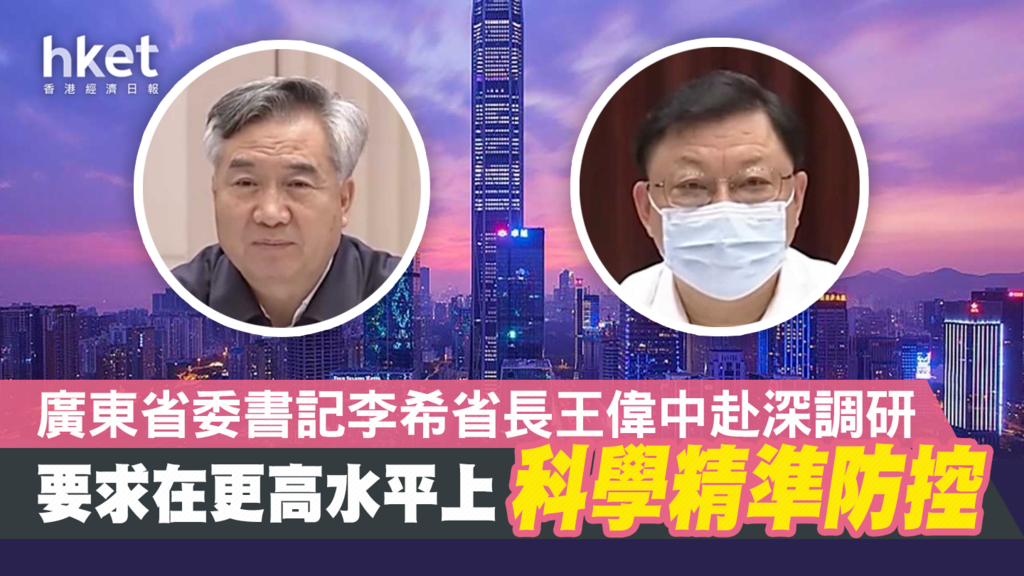 hket
香港經濟日報
廣東省委書記李希省長王偉中赴深調研
要求在更高水平上科學精準防控